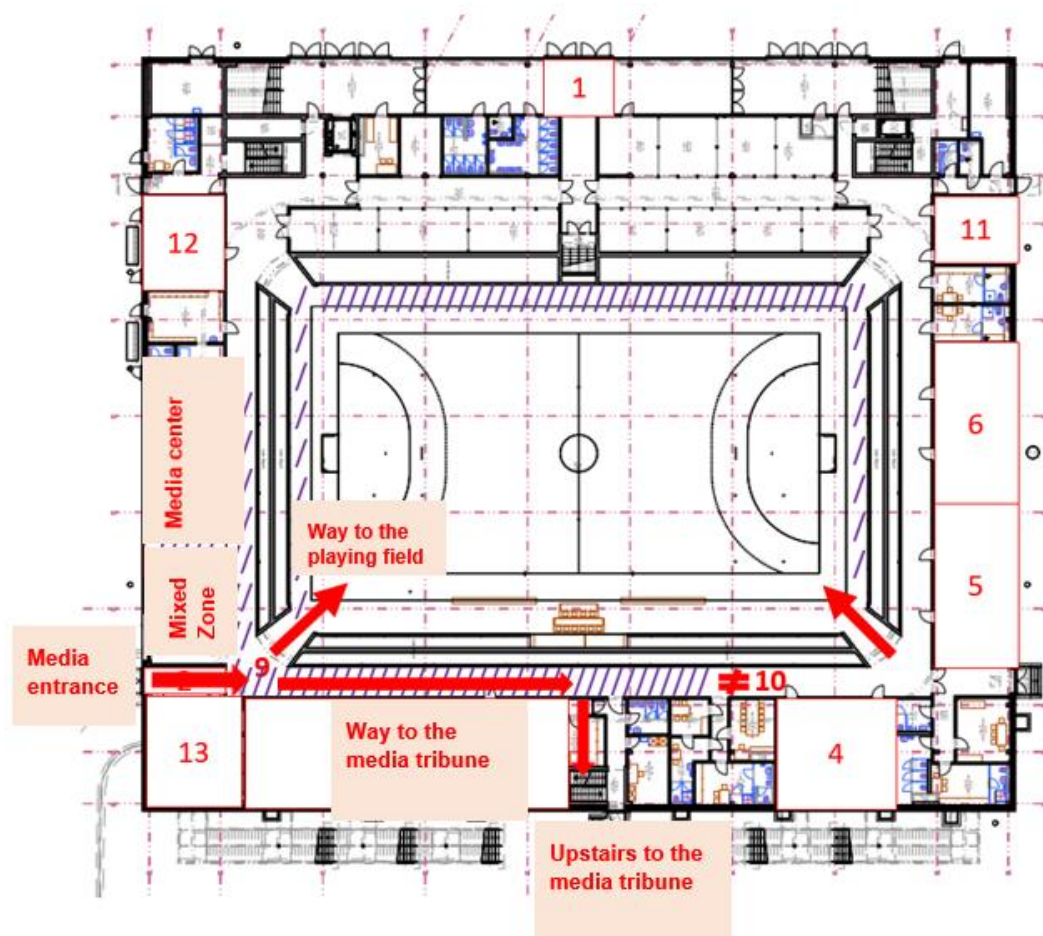 1
12
11
Media center
6
Way to the
playing field
Mixed
Zone
5
Media
entrance
2
9
10
13
Way to the
media tribune
4
Upstairs to the
media tribune